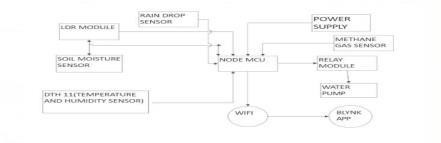 RAIN DROP
SENSOR
POWER
SUPPLY
LDR MODULE
METHANE
GAS SENSOR
SOIL MOISTURE
SENSOR
NODE MCU
RELAY
MODULE
WATER
PUMP
DTH 11(TEMPERATURE
AND HUMIDITY SENSOR)
WIFI
BLYNK
APP